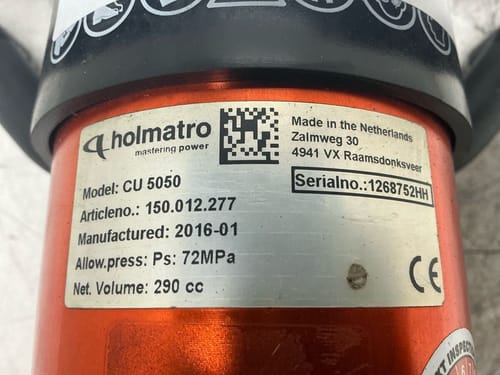 holmatro
mastering power
Made in the Netherlands
Zalmweg 30
4941 VX Raamsdonksveer
Model: CU 5050
Serialno.:1268752HH
Articleno.: 150.012.277
Manufactured: 2016-01
Allow.press: Ps: 72MPa
Net. Volume: 290 cc
CE
INSPECT